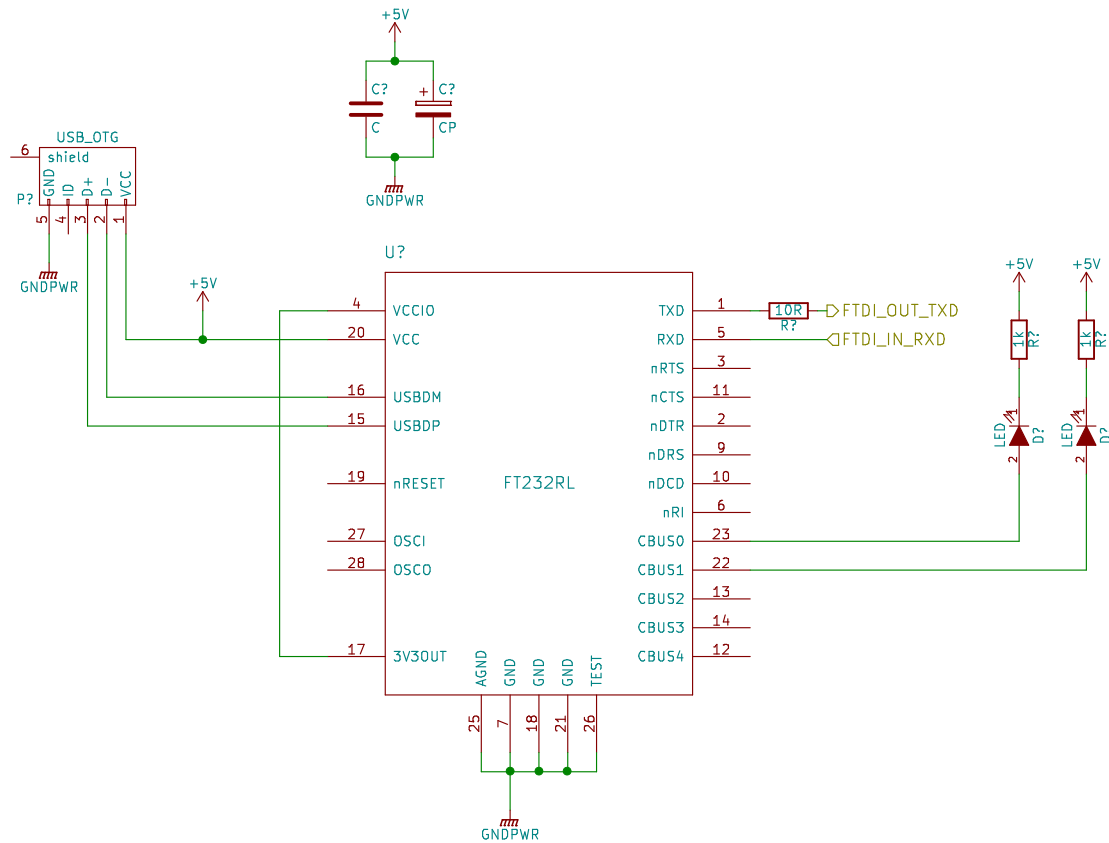 +5V
C?
C
+
C?
CP
GNDPWR
USB_OTG
6
shield
P?
GND
ID
D+
D-
VCC
5
4
3
2
1
GNDPWR
+5V
U?
FT232RL
4 VCCIO
20 VCC
16 USBDM
15 USBDP
19 nRESET
27 OSCI
28 OSCO
17 3V3OUT
TXD 1
RXD 5
nRTS 3
nCTS 11
nDTR 2
nDRS 9
nDCD 10
nRI 6
CBUS0 23
CBUS1 22
CBUS2 13
CBUS3 14
CBUS4 12
AGND
GND
GND
GND
TEST
25
7
18
21
26
GNDPWR
10R
R?
FTDI_OUT_TXD
FTDI_IN_RXD
+5V
1k
R?
LED
1
D?
2
+5V
1k
R?
LED
1
D?
2